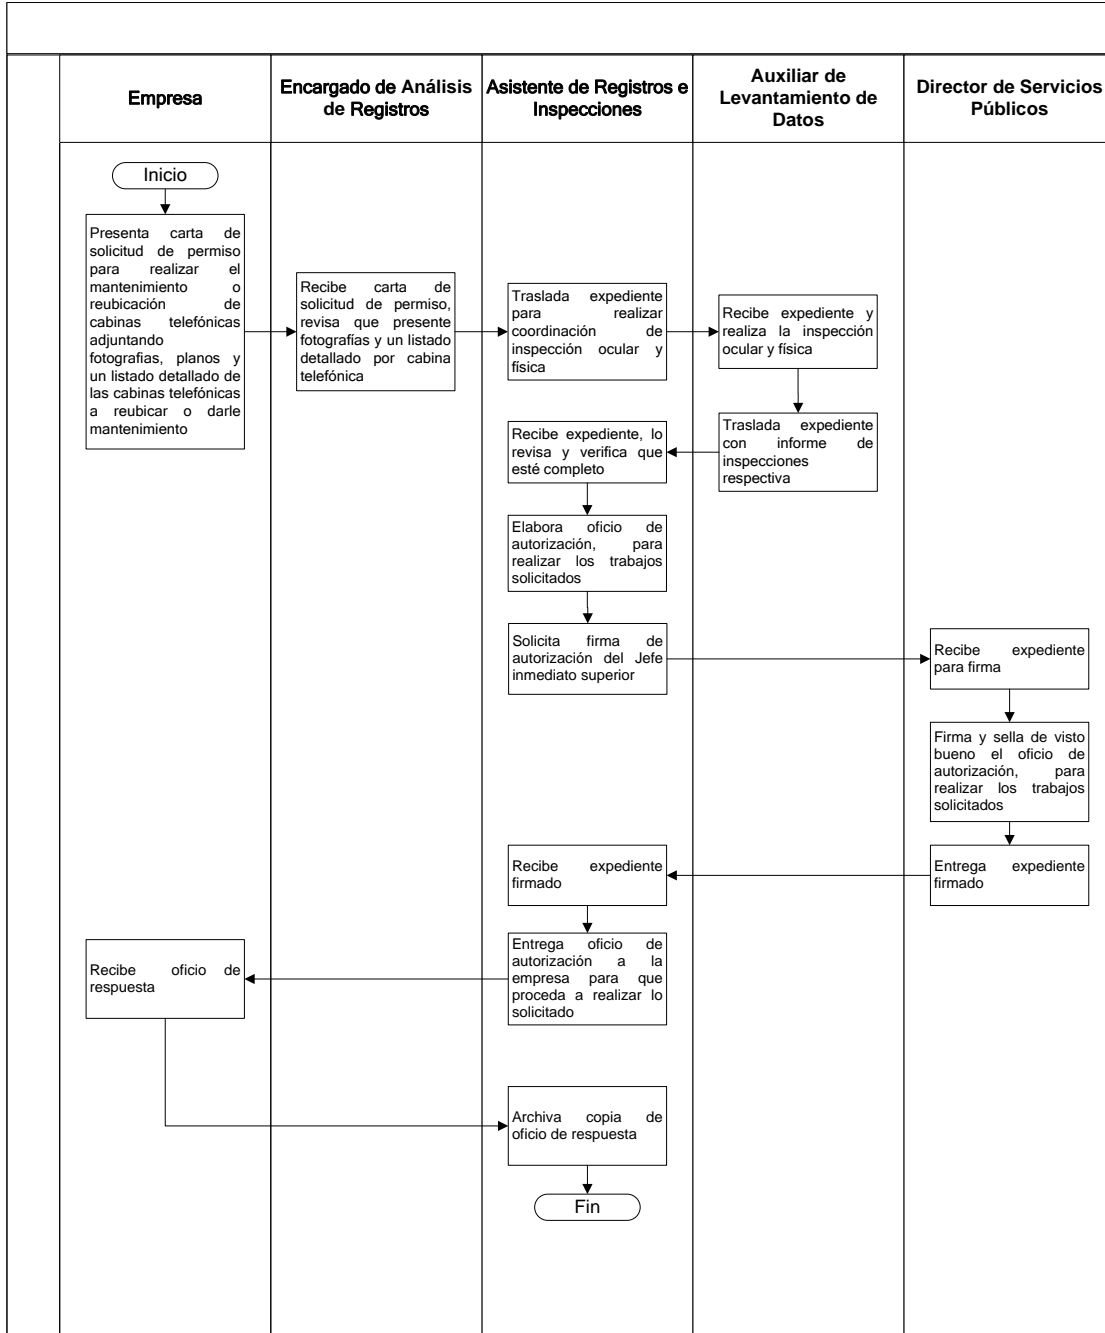 Empresa
Encargado de Análisis
de Registros
Asistente de Registros e
Inspecciones
Auxiliar de
Levantamiento de
Datos
Director de Servicios
Públicos
Inicio
Presenta carta de
solicitud de permiso
para realizar el
mantenimiento o
reubicación de
cabinas telefónicas
adjuntando
fotografias, planos y
un listado detallado de
las cabinas telefónicas
a reubicar o darle
mantenimiento
Recibe carta de
solicitud de permiso,
revisa que presente
fotografías y un listado
detallado por cabina
telefónica
Traslada expediente
para realizar
coordinación de
inspección ocular y
física
Recibe expediente y
realiza la inspección
ocular y física
Traslada expediente
con informe de
inspecciones
respectiva
Recibe expediente, lo
revisa y verifica que
esté completo
Elabora oficio de
autorización, para
realizar los trabajos
solicitados
Solicita firma de
autorización del Jefe
inmediato superior
Recibe expediente
para firma
Firma y sella de visto
bueno el oficio de
autorización, para
realizar los trabajos
solicitados
Entrega expediente
firmado
Recibe expediente
firmado
Entrega oficio de
autorización a la
empresa para que
proceda a realizar lo
solicitado
Recibe oficio de
respuesta
Archiva copia de
oficio de respuesta
Fin